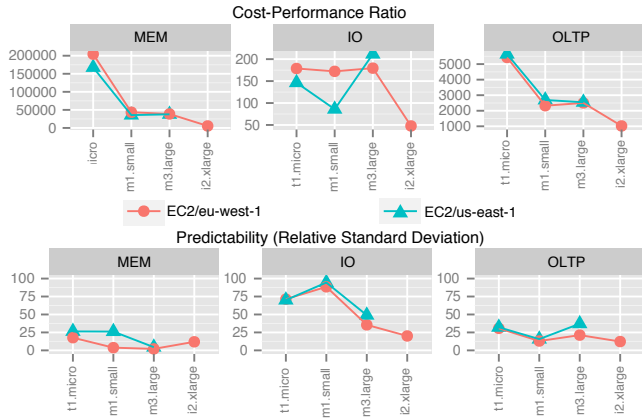 Cost-Performance Ratio
MEM IO OLTP
200000
150000
100000
50000
0
200
150
100
50
5000
4000
3000
2000
1000
iicro m1.small m3.large i2.xlarge
t1.micro m1.small m3.large i2.xlarge
t1.micro m1.small m3.large i2.xlarge
EC2/eu-west-1 EC2/us-east-1
Predictability (Relative Standard Deviation)
MEM IO OLTP
100
75
50
25
0
100
75
50
25
0
100
75
50
25
0
t1.micro m1.small m3.large i2.xlarge
t1.micro m1.small m3.large i2.xlarge
t1.micro m1.small m3.large i2.xlarge